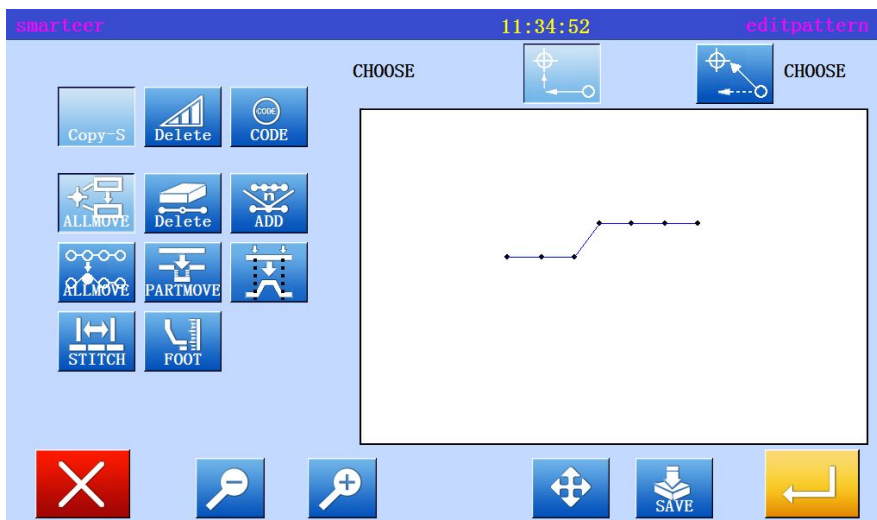 smarteer 11:34:52 editpattern
CHOOSE CHOOSE
Copy-S Delete CODE CODE
ALLMOVE Delete n ADD
ALLMOVE PARTMOVE
STITCH FOOT
SAVE